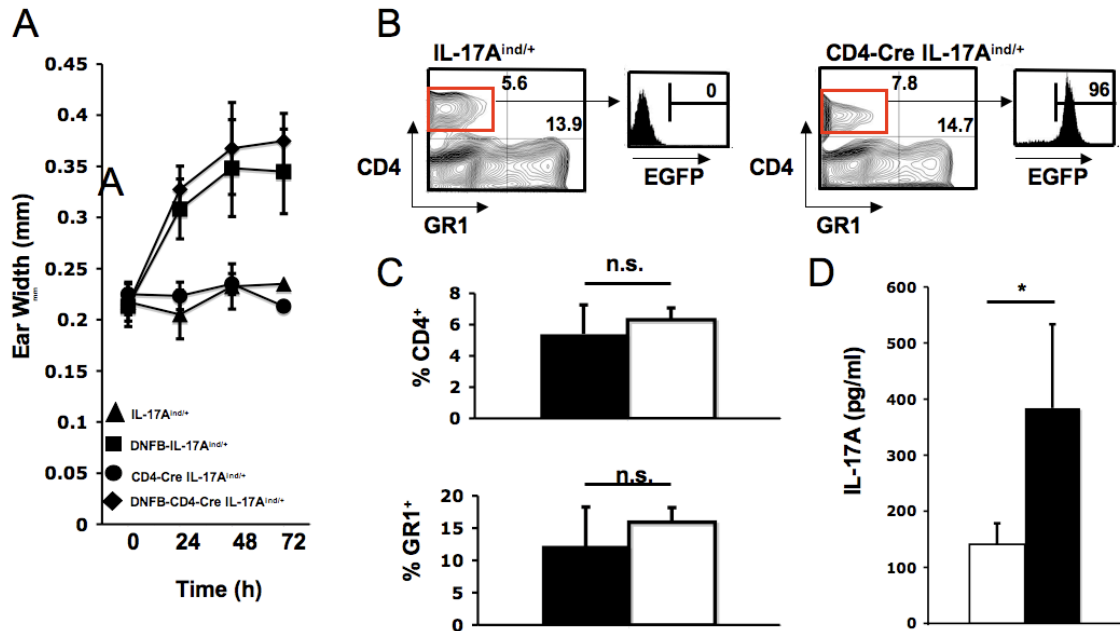 A
0.45
0.4
0.35
0.3
0.25
0.2
0.15
0.1
0.05
0
A
Ear Width (mm)
mm
IL-17Aind/+
DNFB-IL-17Aind/+
CD4-Cre IL-17Aind/+
DNFB-CD4-Cre IL-17Aind/+
0 24 48 72
Time (h)
B
IL-17Aind/+
5.6
13.9
CD4
GR1
0
EGFP
CD4-Cre IL-17Aind/+
7.8
14.7
CD4
GR1
96
EGFP
C
n.s.
% CD4+
8
6
4
2
0
n.s.
% GR1+
20
15
10
5
0
D
*
IL-17A (pg/ml)
600
500
400
300
200
100
0